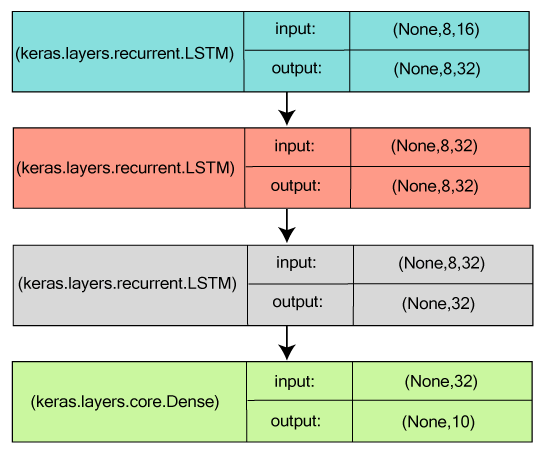 (keras.layers.recurrent.LSTM) input: (None,8,16)
output: (None,8,32)
(keras.layers.recurrent.LSTM) input: (None,8,32)
output: (None,8,32)
(keras.layers.recurrent.LSTM) input: (None,8,32)
output: (None,32)
(keras.layers.core.Dense) input: (None,32)
output: (None,10)